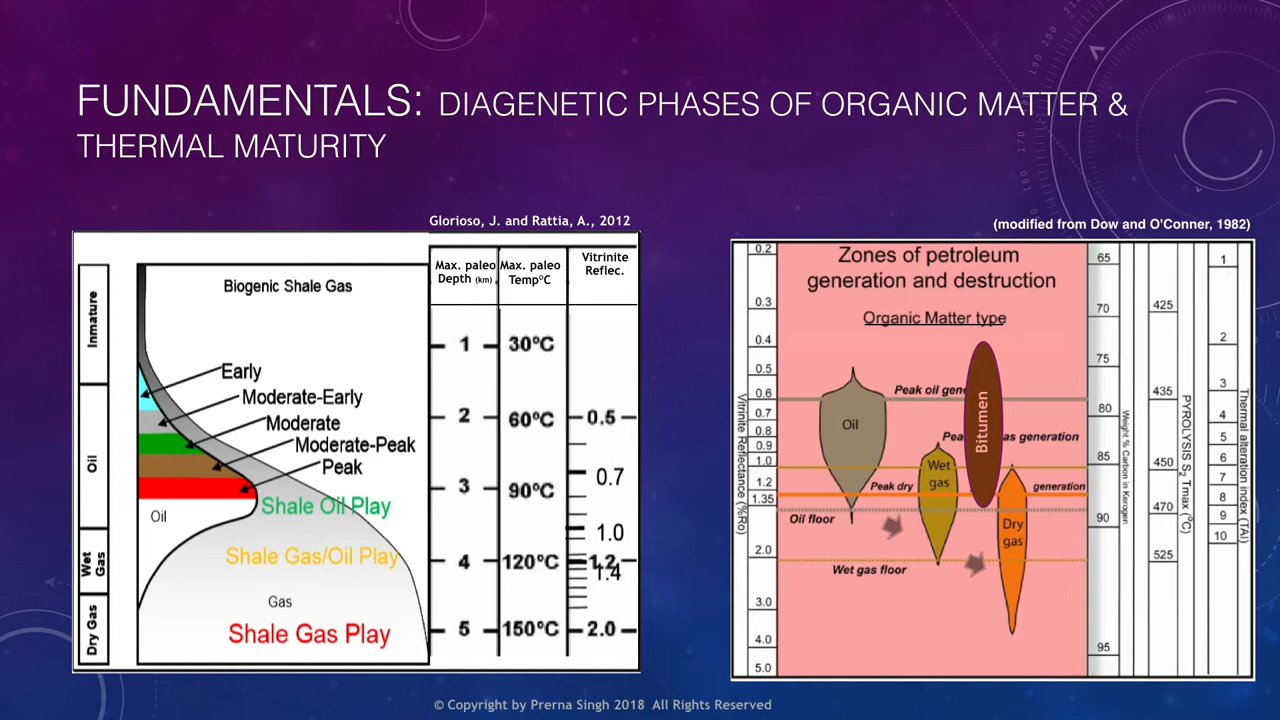 FUNDAMENTALS: DIAGENETIC PHASES OF ORGANIC MATTER &
THERMAL MATURITY
Glorioso, J. and Rattia, A., 2012
Inmature
Oil
Wet
Gas
Dry Gas
Biogenic Shale Gas
Early
Moderate-Early
Moderate
Moderate-Peak
Peak
Shale Oil Play
Oil
Shale Gas/Oil Play
Gas
Shale Gas Play
Max. paleo
Depth (km)
1
2
3
4
5
Max. paleo
Temp°C
30°C
60°C
90°C
120°C
150°C
Vitrinite
Reflec.
0.5
0.7
1.0
1.2
1.4
2.0
(modified from Dow and O'Conner, 1982)
Zones of petroleum
generation and destruction
Organic Matter type
Vitrinite Reflectance (%Ro)
0.2
0.3
0.4
0.5
0.6
0.7
0.8
0.9
1.0
1.2
1.35
2.0
3.0
4.0
5.0
Peak oil gene
Oil
Bitumen
Pea
as generation
Wet
gas
Peak dry
generation
Oil floor
Dry
gas
Wet gas floor
65
70
75
80
85
90
95
Weight % Carbon in Kerogen
425
435
450
470
525
PYROLYSIS S2 Tmax (°C)
1
2
3
4
5
6
7
8
9
10
Thermal alteration index (TAI)
160
170
190
200
210
© Copyright by Prerna Singh 2018 All Rights Reserved